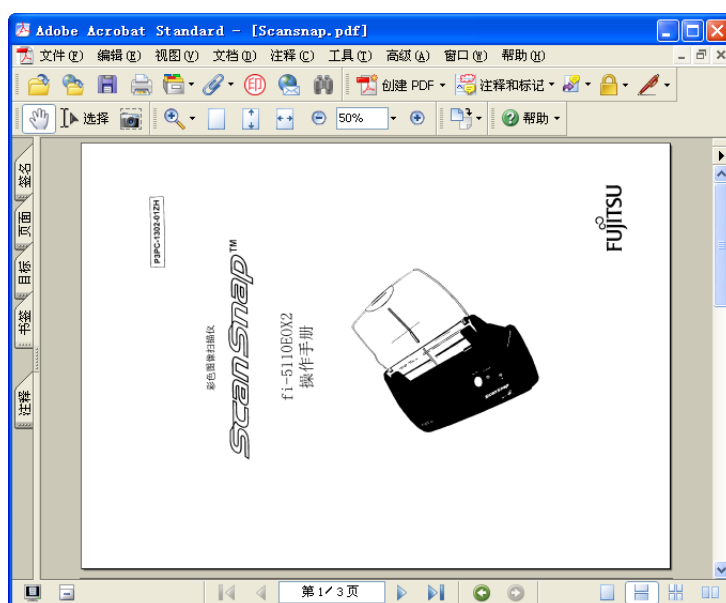 Adobe Acrobat Standard - [Scansnap.pdf]
文件(F) 编辑(E) 视图(V) 文档(D) 注释(C) 工具(T) 高级(A) 窗口(W) 帮助(H)
印 创建 PDF 注释和标记
选择 50% 帮助
签名
页面
目标
书签
注释
P3PC-1302-01ZH
彩色图像扫描仪
ScanSnap™
fi-5110EOX2
操作手册
FUJITSU
ScanSnap
第 1 / 3 页